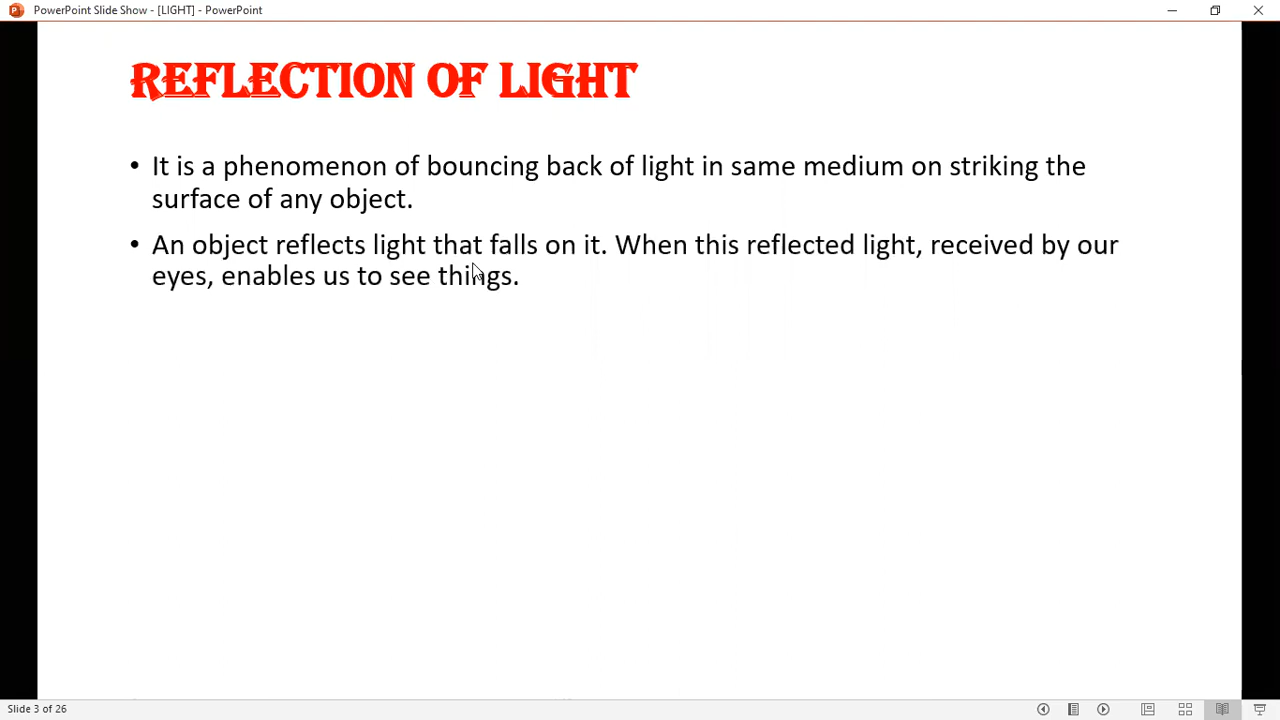 PowerPoint Slide Show - [LIGHT] - PowerPoint
REFLECTION OF LIGHT
• It is a phenomenon of bouncing back of light in same medium on striking the
surface of any object.
• An object reflects light that falls on it. When this reflected light, received by our
eyes, enables us to see things.
Slide 3 of 26